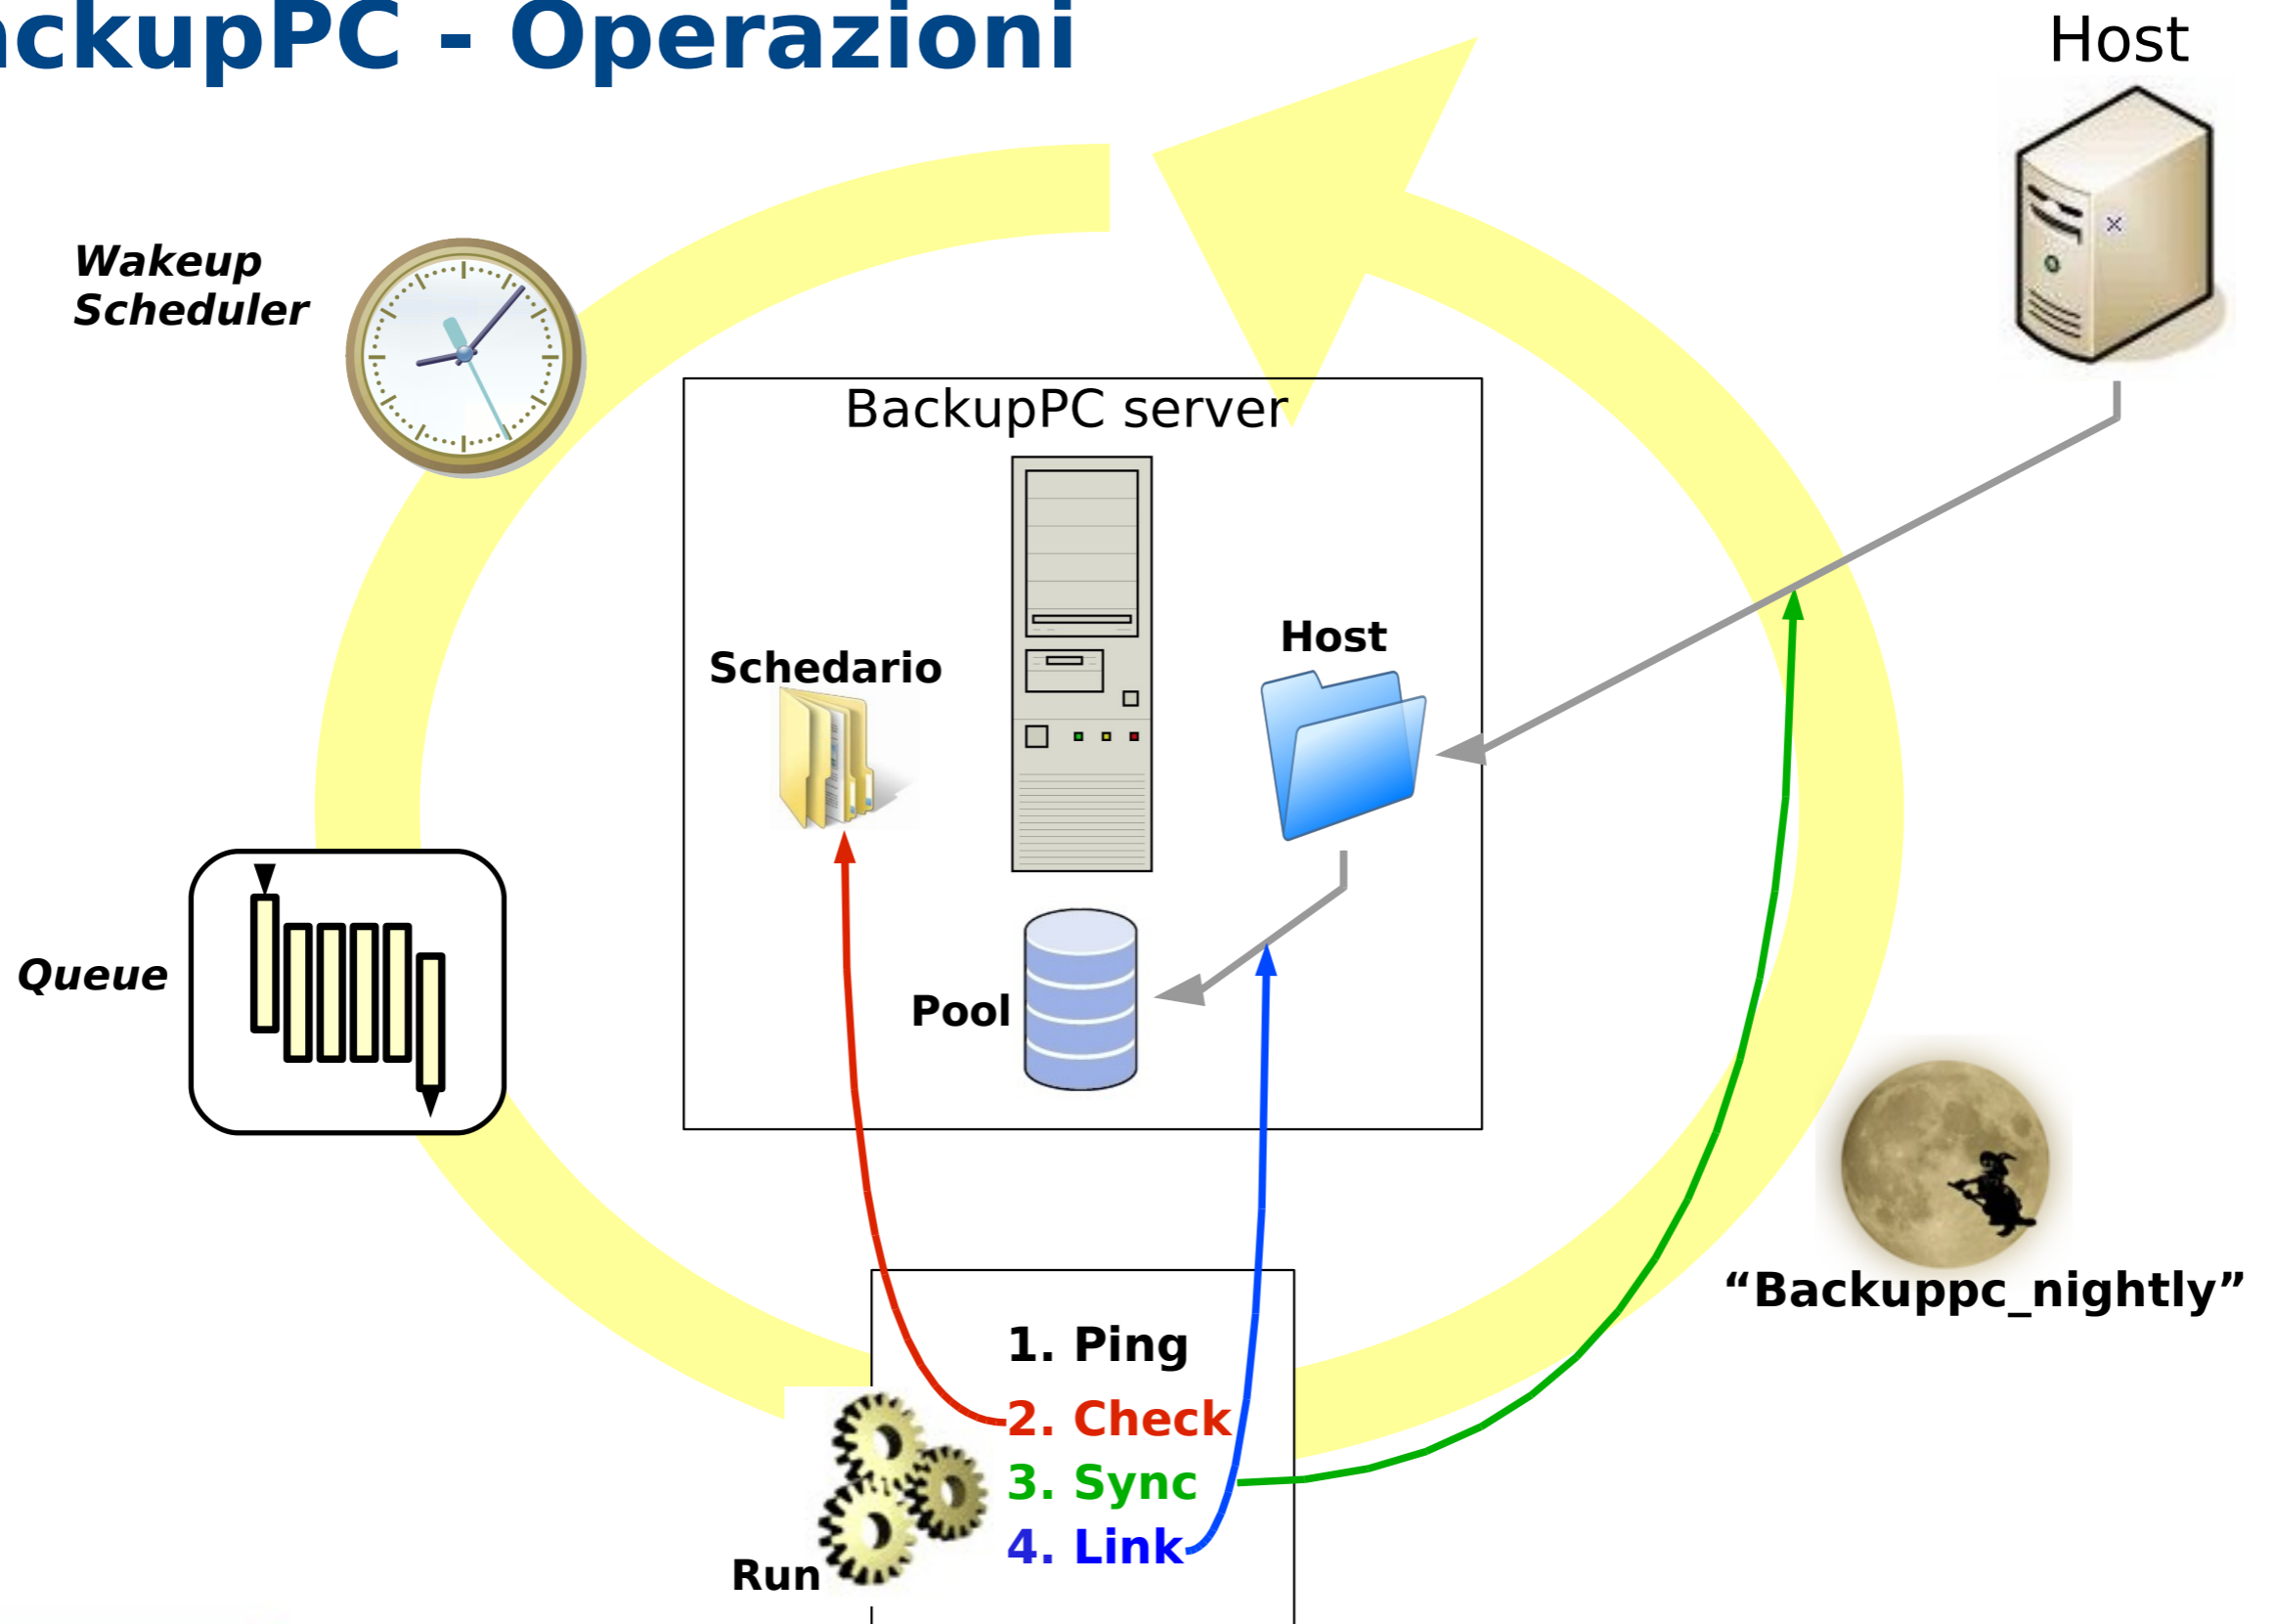 ackupPC - Operazioni
Host
Wakeup
Scheduler
BackupPC server
Host
Schedario
Queue
Pool
“Backuppc_nightly”
1. Ping
2. Check
3. Sync
4. Link
Run